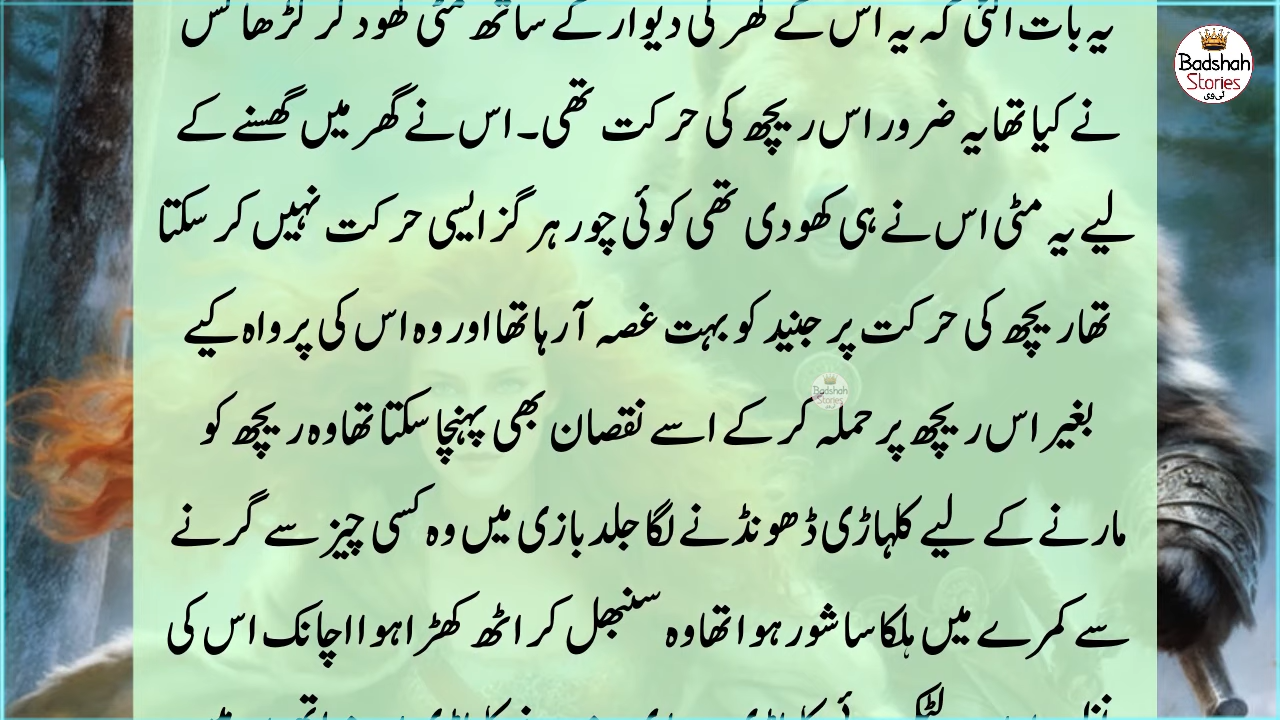 یہ بات آئی کہ یہ اس کے گھر کی دیوار کے ساتھ مٹی کھود کر گڑھا کس
نے کیا تھا یہ ضرور اس ریچھ کی حرکت تھی۔اس نے گھر میں گھسنے کے
لیے یہ مٹی اس نے ہی کھودی تھی کوئی چور ہر گز ایسی حرکت نہیں کر سکتا
تھا ریچھ کی حرکت پر جنید کو بہت غصہ آرہا تھا اور وہ اس کی پرواہ کیے
بغیر اس ریچھ پر حملہ کر کے اسے نقصان بھی پہنچا سکتا تھا وہ ریچھ کو
مارنے کے لیے کلہاڑی ڈھونڈنے لگا جلد بازی میں وہ کسی چیز سے گرنے
سے کمرے میں ہلکا سا شور ہوا تھا وہ سنبھل کر اٹھ کھڑا ہوا اچانک اس کی
Badshah
Stories
ٹی وی
Badshah
Stories